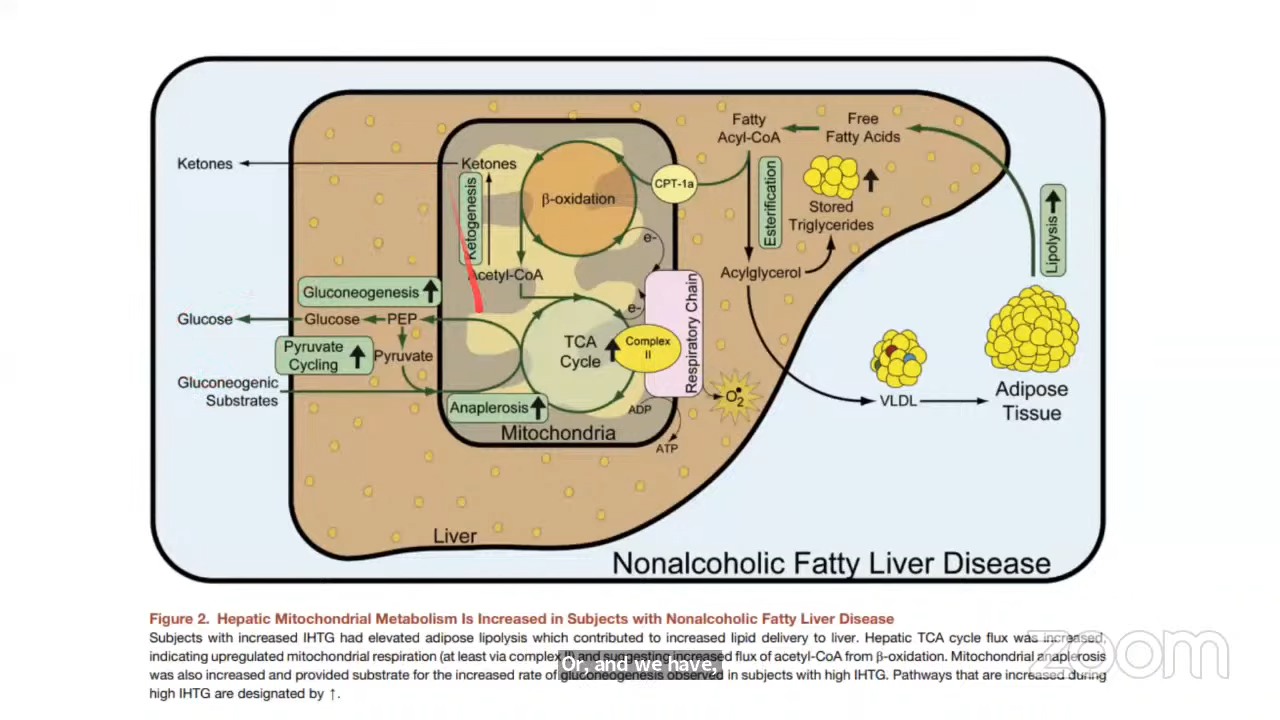 Fatty
Acyl-CoA
Free
Fatty Acids
Ketones
Ketones
β-oxidation
CPT-1a
Esterification
Stored
Triglycerides
Ketogenesis
Lipolysis
e-
Acetyl-CoA
Acylglycerol
Gluconeogenesis
e-
Glucose
Glucose
PEP
TCA
Cycle
Complex
II
Respiratory Chain
Pyruvate
Cycling
Pyruvate
Gluconeogenic
Substrates
Anaplerosis
ADP
O2
VLDL
Adipose
Tissue
Mitochondria
ATP
Liver
Nonalcoholic Fatty Liver Disease
Figure 2. Hepatic Mitochondrial Metabolism Is Increased in Subjects with Nonalcoholic Fatty Liver Disease
Subjects with increased IHTG had elevated adipose lipolysis which contributed to increased lipid delivery to liver. Hepatic TCA cycle flux was increased,
indicating upregulated mitochondrial respiration (at least via complex II) and suggesting increased flux of acetyl-CoA from β-oxidation. Mitochondrial anaplerosis
was also increased and provided substrate for the increased rate of gluconeogenesis observed in subjects with high IHTG. Pathways that are increased during
high IHTG are designated by ↑.
Or, and we have,
zoom